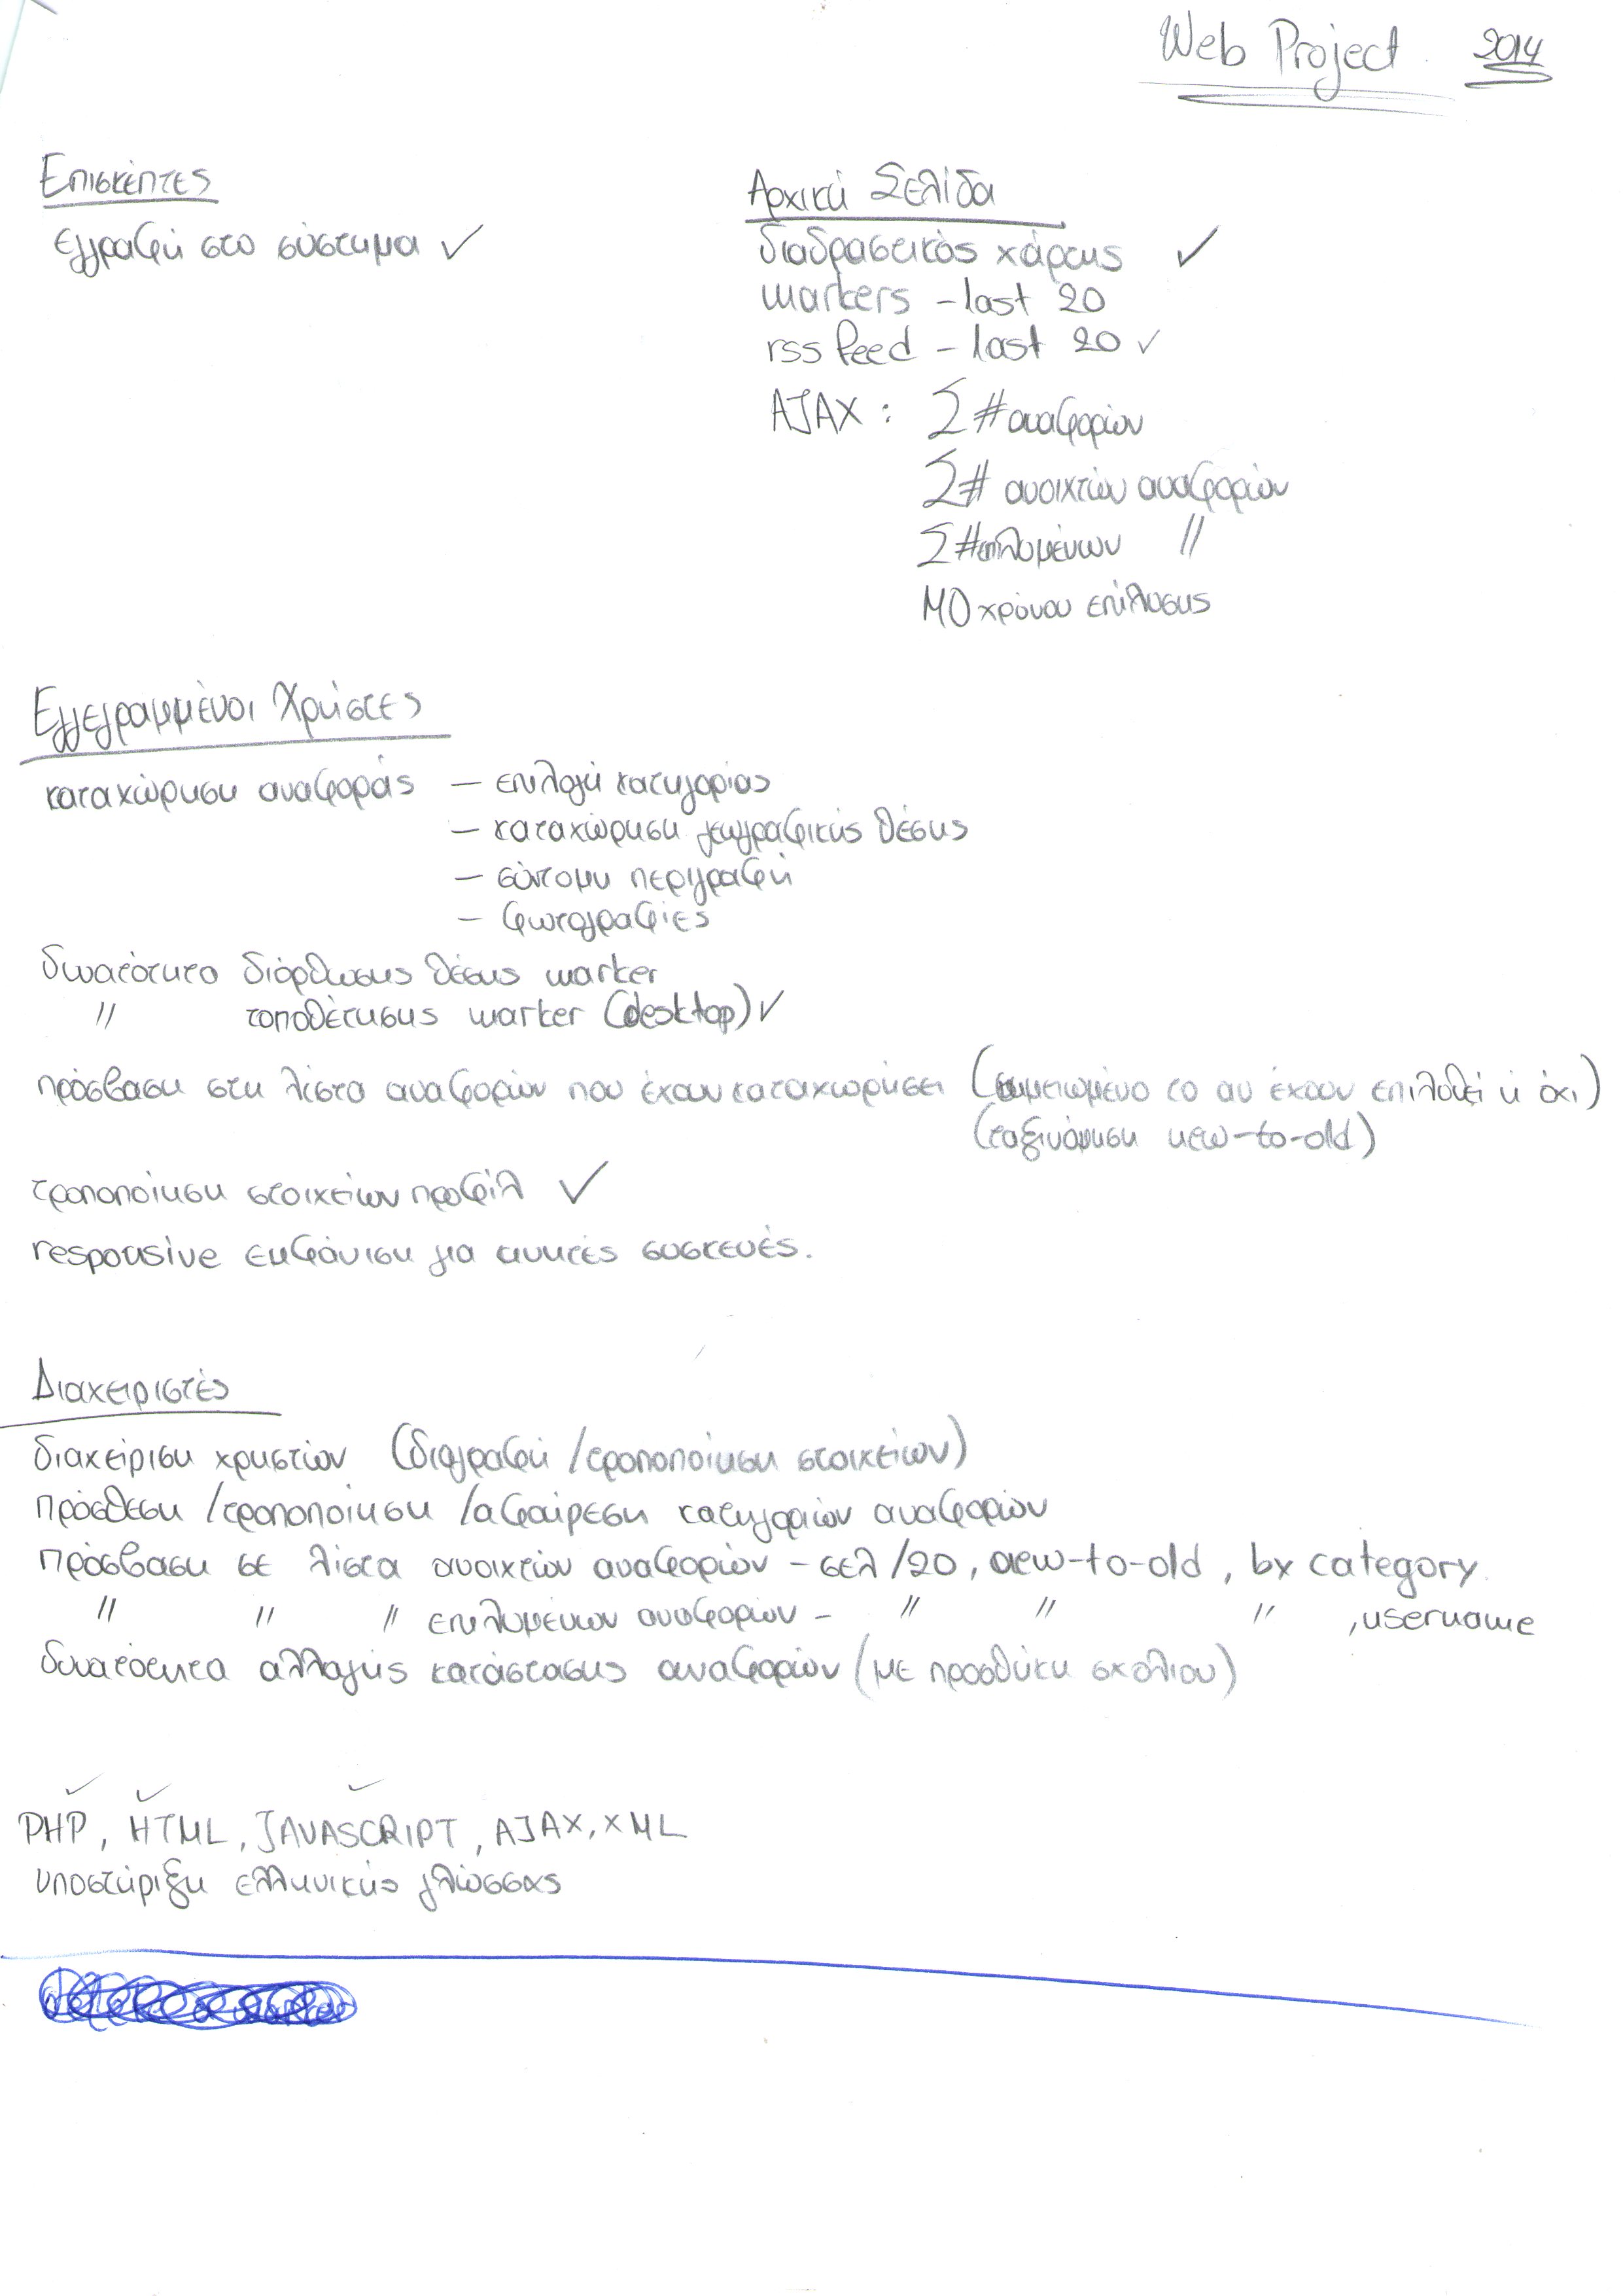 Web Project 2014
Επισκέπτες
εγγραφή στο σύστημα ✓
Αρχική Σελίδα
διαδραστικός χάρτης ✓
markers - last 20
rss feed - last 20 ✓
AJAX : Σ # αναφορών
Σ # ανοιχτών αναφορών
Σ # επιλυμένων //
ΜΟ χρόνου επίλυσης
Εγγεγραμμένοι Χρήστες
καταχώρηση αναφοράς - επιλογή κατηγορίας
- καταχώρηση γεωγραφικής θέσης
- σύντομη περιγραφή
- φωτογραφίες
δυνατότητα διόρθωσης θέσης marker
// τοποθέτησης marker (desktop) ✓
πρόσβαση στη λίστα αναφορών που έχουν καταχωρήσει (σημειωμένο το αν έχουν επιλυθεί ή όχι)
(ταξινόμηση new-to-old)
τροποποίηση στοιχείων προφίλ ✓
responsive εμφάνιση για κινητές συσκευές.
Διαχειριστές
διαχείριση χρηστών (διαγραφή / τροποποίηση στοιχείων)
πρόσθεση / τροποποίηση / αφαίρεση κατηγοριών αναφορών
πρόσβαση σε λίστα ανοιχτών αναφορών - σελ/20, new-to-old, by category
// // // επιλυμένων αναφορών - // // // , username
δυνατότητα αλλαγής κατάστασης αναφορών (με προσθήκη σχολίου)
✓ ✓ ✓
PHP, HTML, JAVASCRIPT, AJAX, XML
υποστήριξη ελληνικής γλώσσας